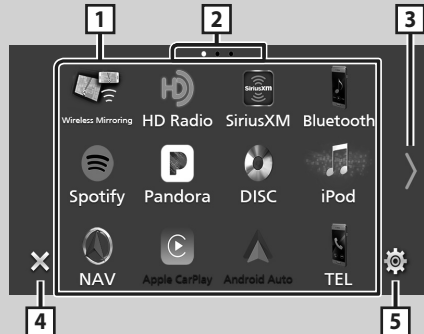 1 2 3
SiriusXM
Wireless Mirroring HD Radio SiriusXM Bluetooth
Spotify Pandora DISC iPod
NAV Apple CarPlay Android Auto TEL
4 5